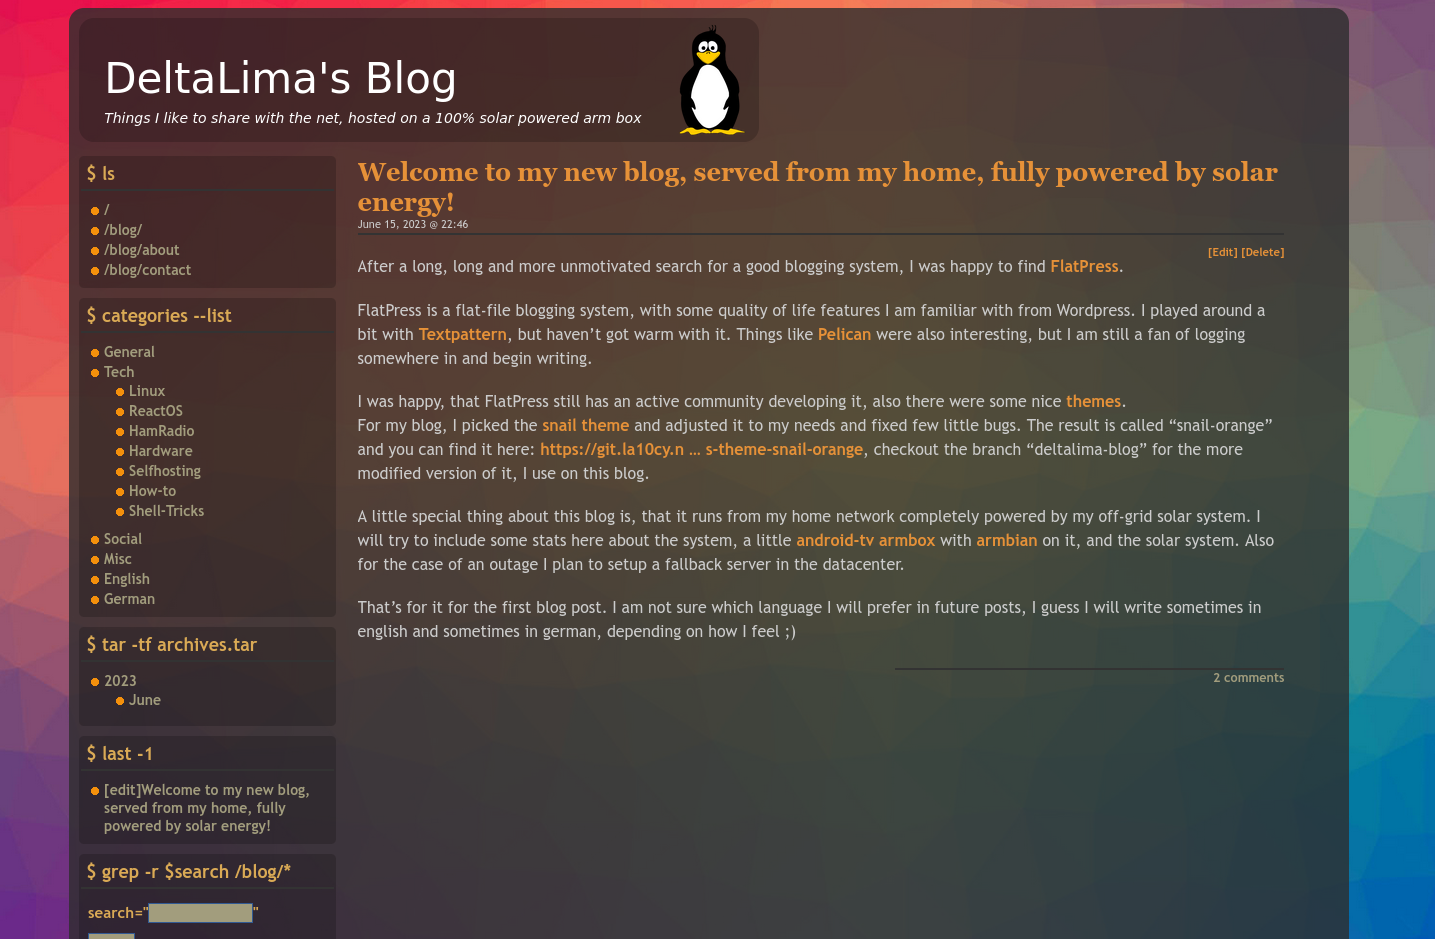 DeltaLima's Blog
Things I like to share with the net, hosted on a 100% solar powered arm box
$ ls
/
/blog/
/blog/about
/blog/contact
$ categories --list
General
Tech
Linux
ReactOS
HamRadio
Hardware
Selfhosting
How-to
Shell-Tricks
Social
Misc
English
German
$ tar -tf archives.tar
2023
June
$ last -1
[edit]Welcome to my new blog,
served from my home, fully
powered by solar energy!
$ grep -r $search /blog/*
search=""
Welcome to my new blog, served from my home, fully powered by solar
energy!
June 15, 2023 @ 22:46
[Edit] [Delete]
After a long, long and more unmotivated search for a good blogging system, I was happy to find FlatPress.
FlatPress is a flat-file blogging system, with some quality of life features I am familiar with from Wordpress. I played around a
bit with Textpattern, but haven’t got warm with it. Things like Pelican were also interesting, but I am still a fan of logging
somewhere in and begin writing.
I was happy, that FlatPress still has an active community developing it, also there were some nice themes.
For my blog, I picked the snail theme and adjusted it to my needs and fixed few little bugs. The result is called “snail-orange”
and you can find it here: https://git.la10cy.n ... s-theme-snail-orange, checkout the branch “deltalima-blog” for the more
modified version of it, I use on this blog.
A little special thing about this blog is, that it runs from my home network completely powered by my off-grid solar system. I
will try to include some stats here about the system, a little android-tv armbox with armbian on it, and the solar system. Also
for the case of an outage I plan to setup a fallback server in the datacenter.
That’s for it for the first blog post. I am not sure which language I will prefer in future posts, I guess I will write sometimes in
english and sometimes in german, depending on how I feel ;)
2 comments